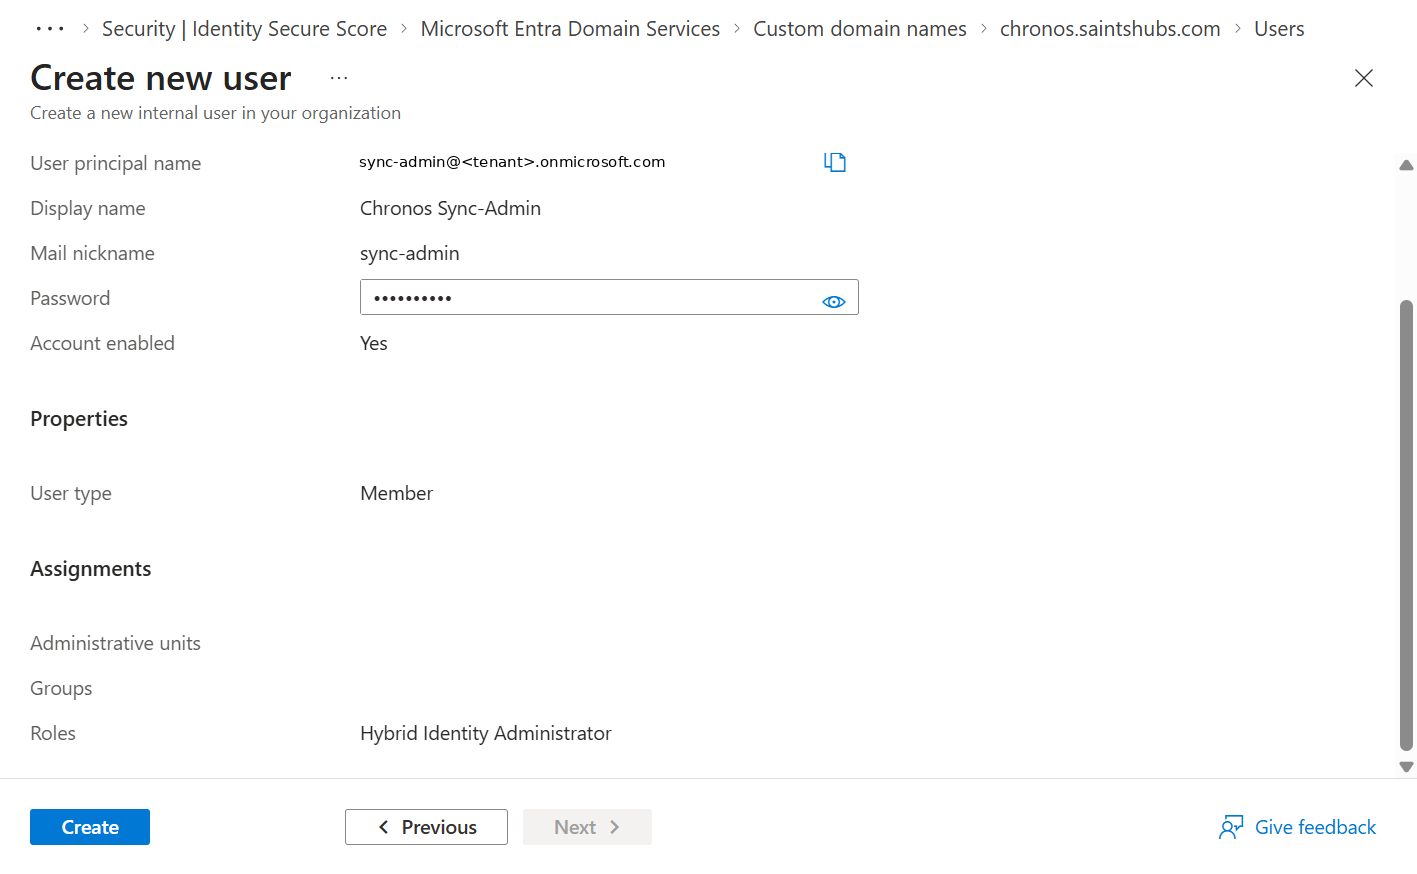 ··· > Security | Identity Secure Score > Microsoft Entra Domain Services > Custom domain names > chronos.saintshubs.com > Users
Create new user ···
Create a new internal user in your organization
User principal name sync-admin@<tenant>.onmicrosoft.com
Display name Chronos Sync-Admin
Mail nickname sync-admin
Password ••••••••••
Account enabled Yes
Properties
User type Member
Assignments
Administrative units
Groups
Roles Hybrid Identity Administrator
Create < Previous Next > Give feedback